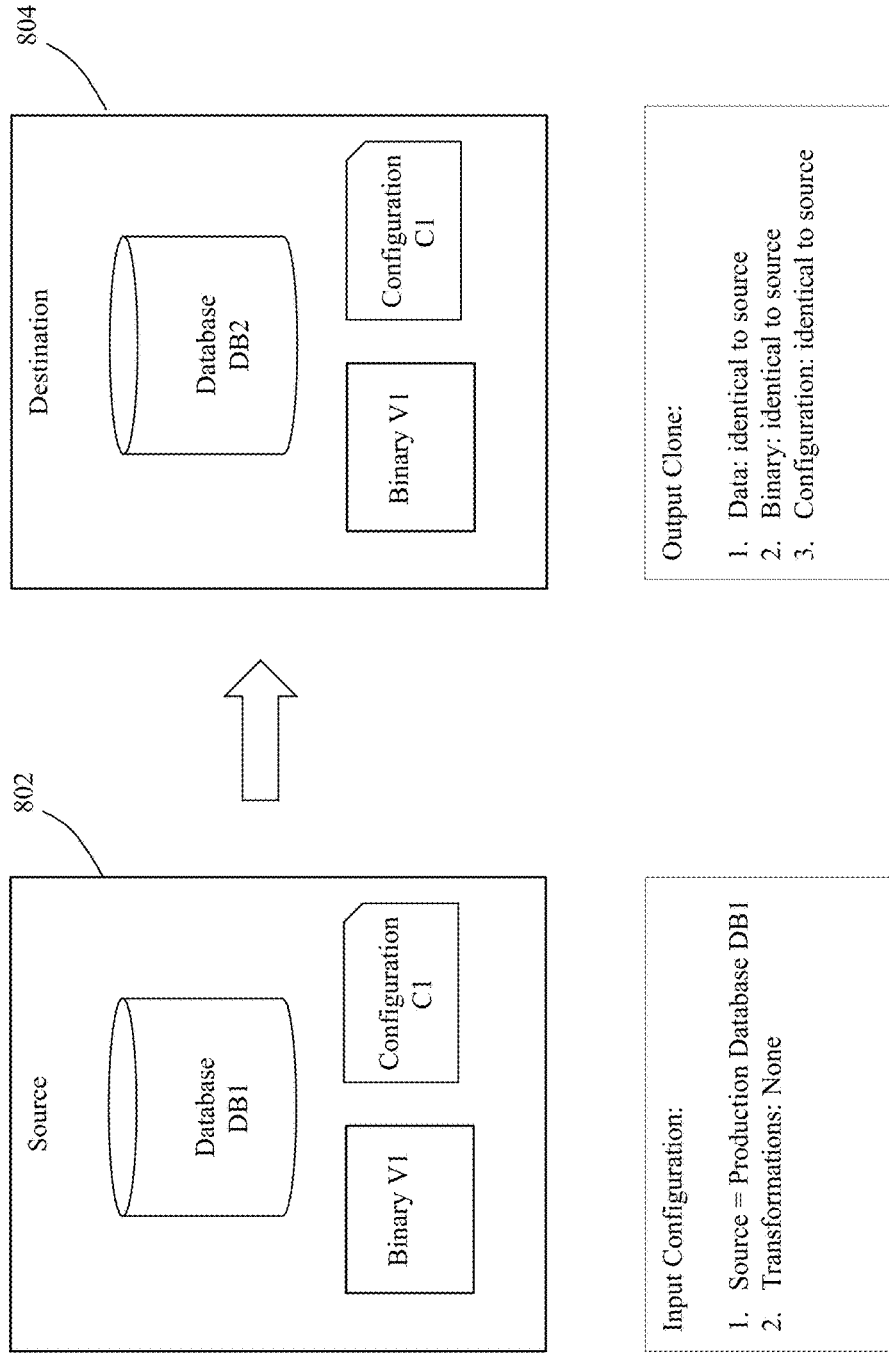 802
Source
Database
DB1
Binary V1
Configuration
C1
Input Configuration:
1. Source = Production Database DB1
2. Transformations: None
804
Destination
Database
DB2
Binary V1
Configuration
C1
Output Clone:
1. Data: identical to source
2. Binary: identical to source
3. Configuration: identical to source